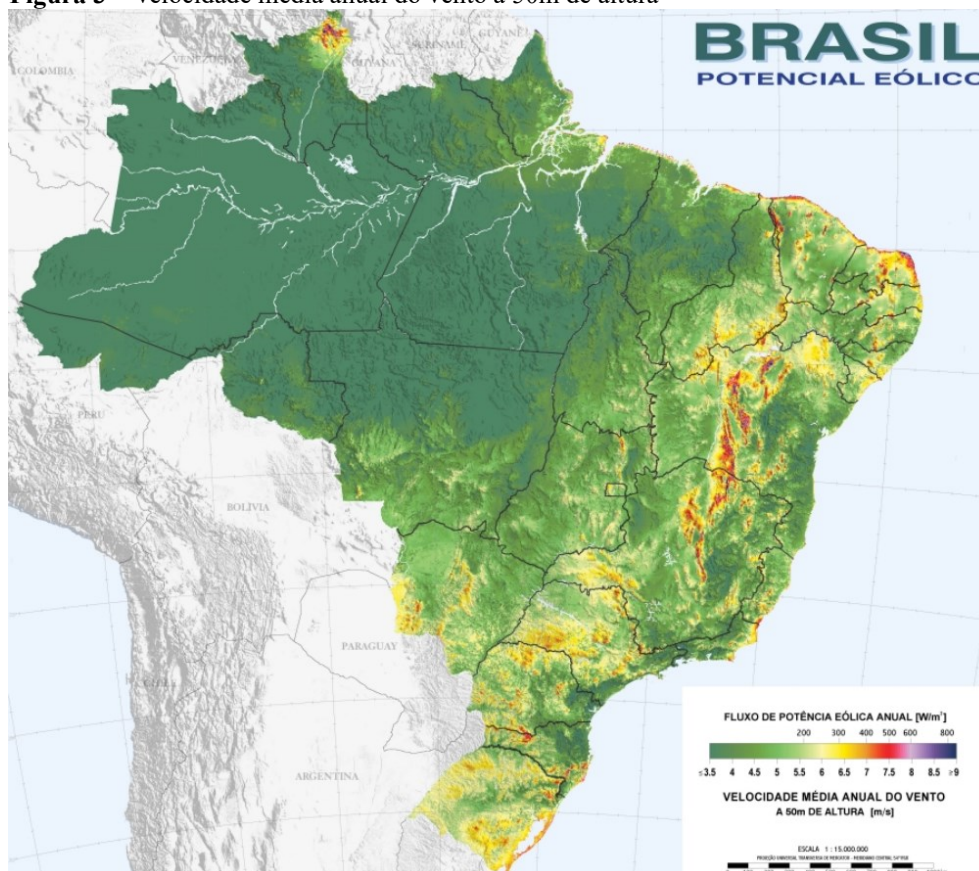 Figura 3 – Velocidade média anual do vento a 50m de altura
BRASIL
POTENCIAL EÓLICO
COLOMBIA
VENEZUELA
GUYANA
SURINAME
GUYANE
PERU
BOLIVIA
PARAGUAY
CHILE
ARGENTINA
FLUXO DE POTÊNCIA EÓLICA ANUAL [W/m²]
200 300 400 500 600 800
≤3.5 4 4.5 5 5.5 6 6.5 7 7.5 8 8.5 ≥9
VELOCIDADE MÉDIA ANUAL DO VENTO
A 50m DE ALTURA [m/s]
ESCALA 1 : 15.000.000